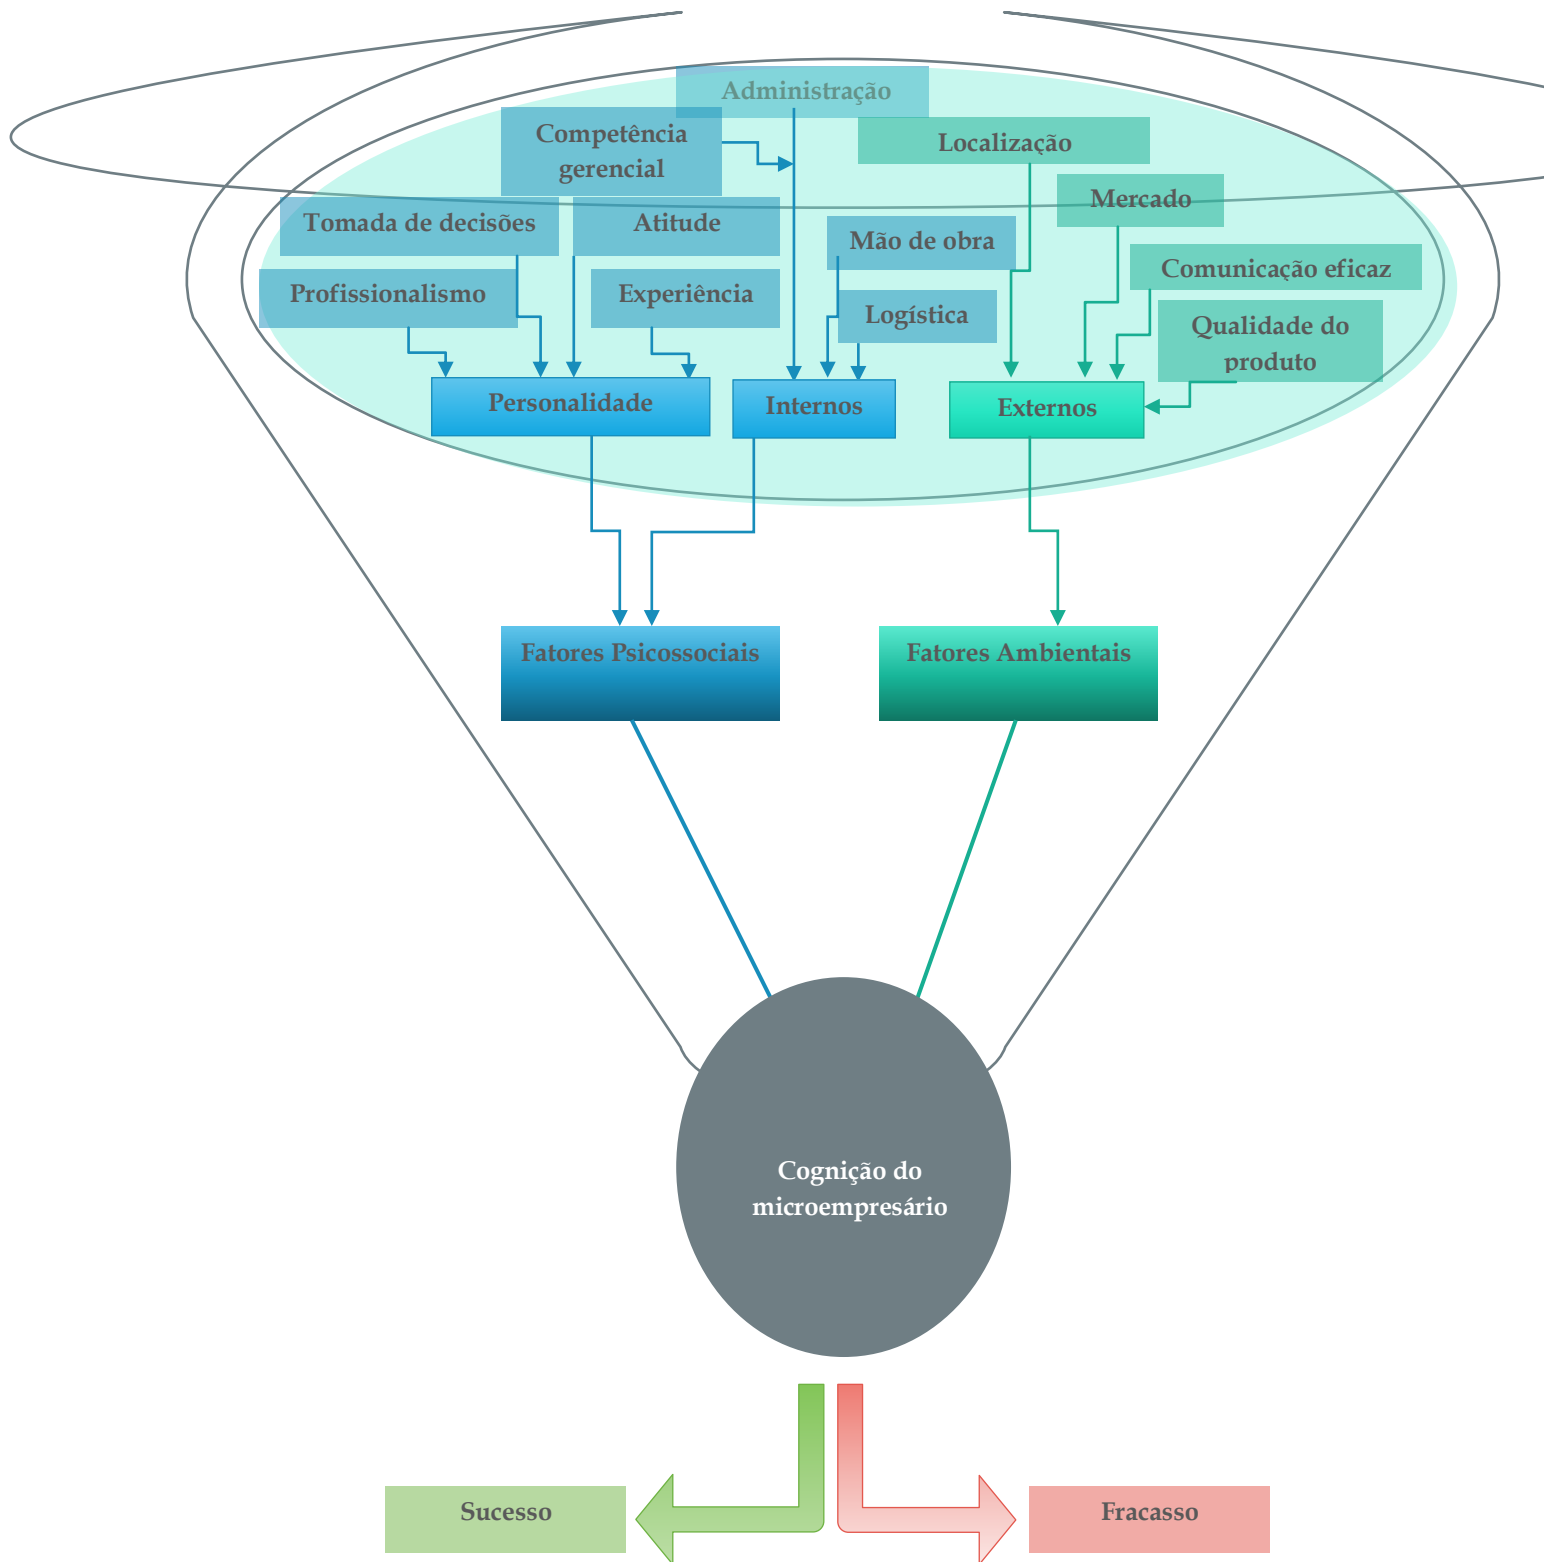 Administração
Competência
gerencial
Localização
Mercado
Tomada de decisões
Atitude
Mão de obra
Comunicação eficaz
Profissionalismo
Experiência
Logística
Qualidade do
produto
Personalidade
Internos
Externos
Fatores Psicossociais
Fatores Ambientais
Cognição do
microempresário
Sucesso
Fracasso